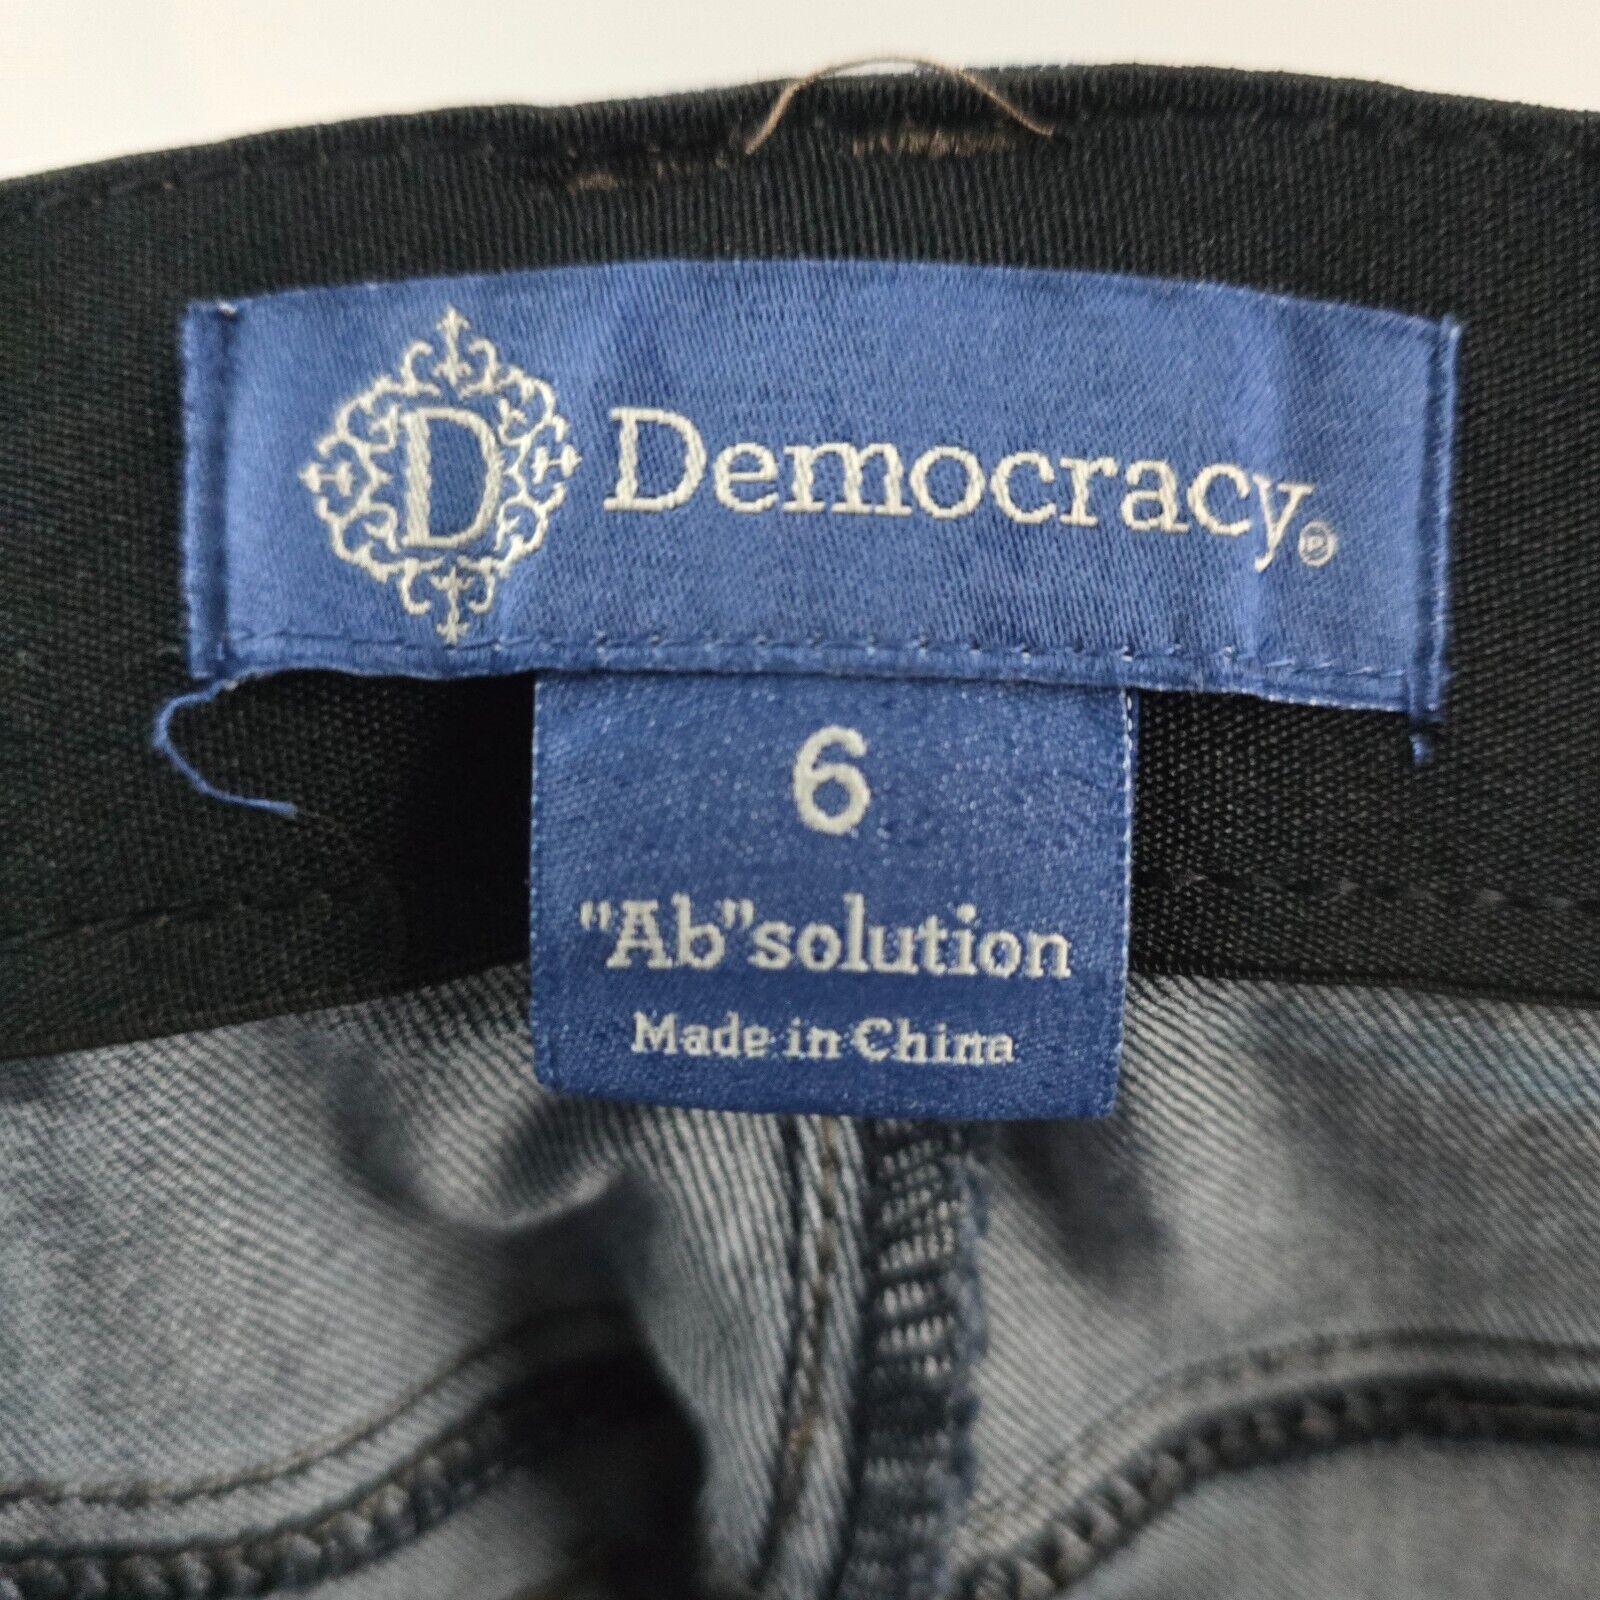 D Democracy®
6
"Ab"solution
Made in China